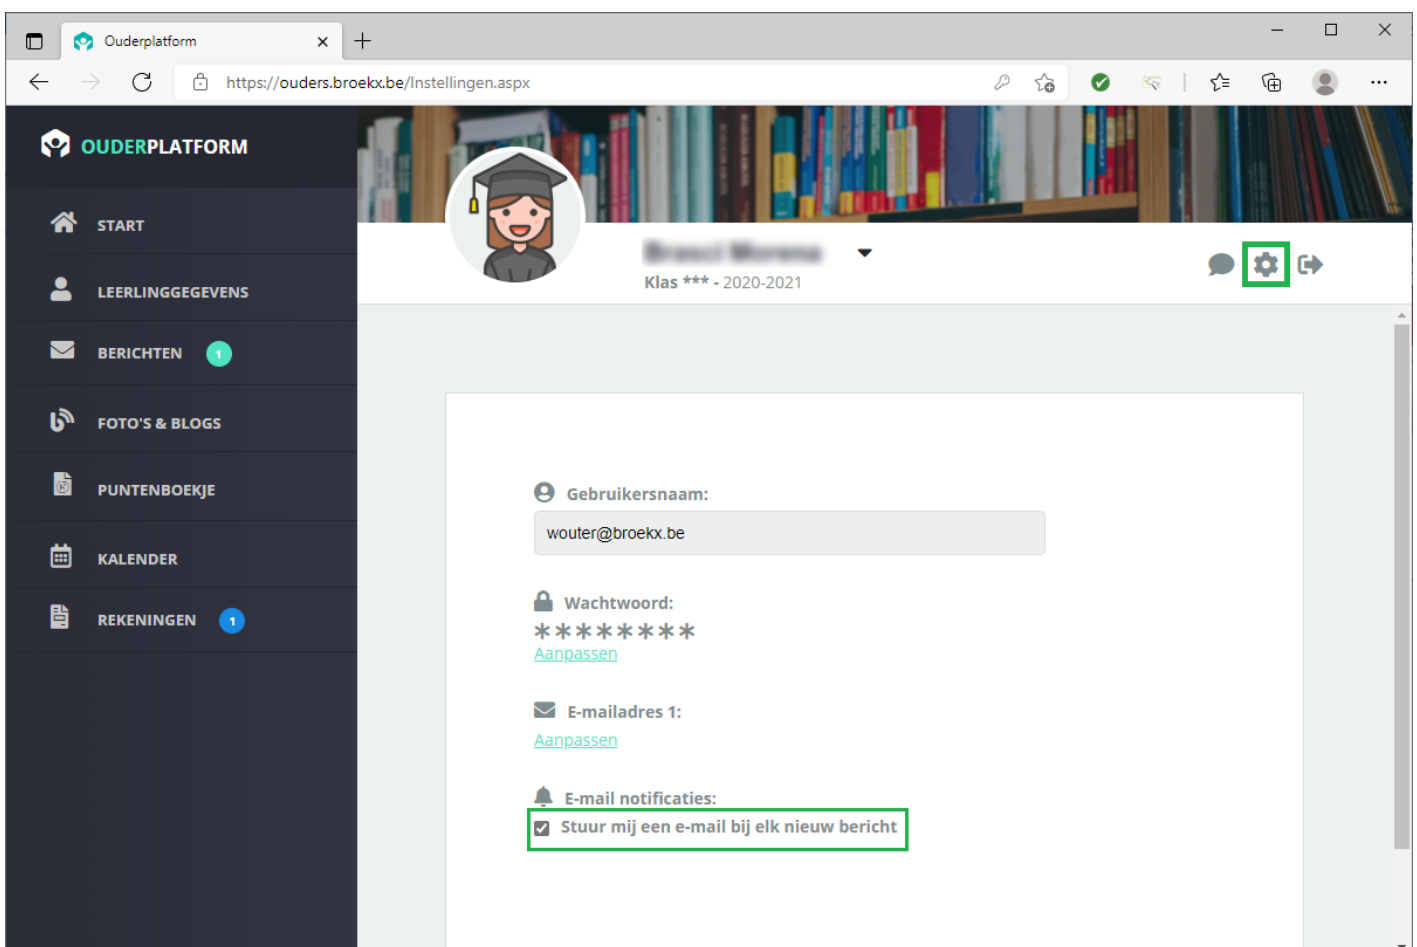 Ouderplatform
https://ouders.broekx.be/Instellingen.aspx
OUDERPLATFORM
START
LEERLINGGEGEVENS
BERICHTEN 1
FOTO'S & BLOGS
PUNTENBOEKJE
KALENDER
REKENINGEN 1
Klas *** - 2020-2021
Gebruikersnaam:
wouter@broekx.be
Wachtwoord:
********
Aanpassen
E-mailadres 1:
Aanpassen
E-mail notificaties:
Stuur mij een e-mail bij elk nieuw bericht